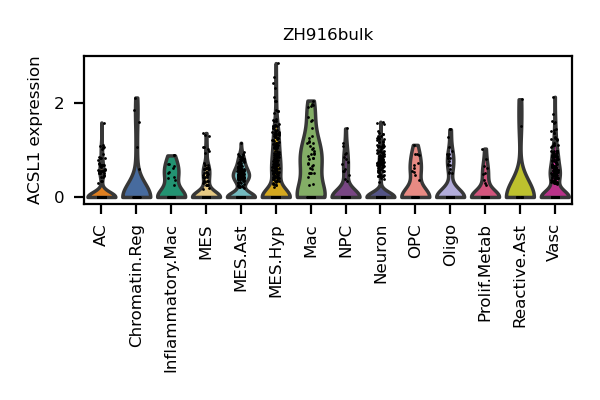 ZH916bulk
ACSL1 expression
2
0
AC
Chromatin.Reg
Inflammatory.Mac
MES
MES.Ast
MES.Hyp
Mac
NPC
Neuron
OPC
Oligo
Prolif.Metab
Reactive.Ast
Vasc